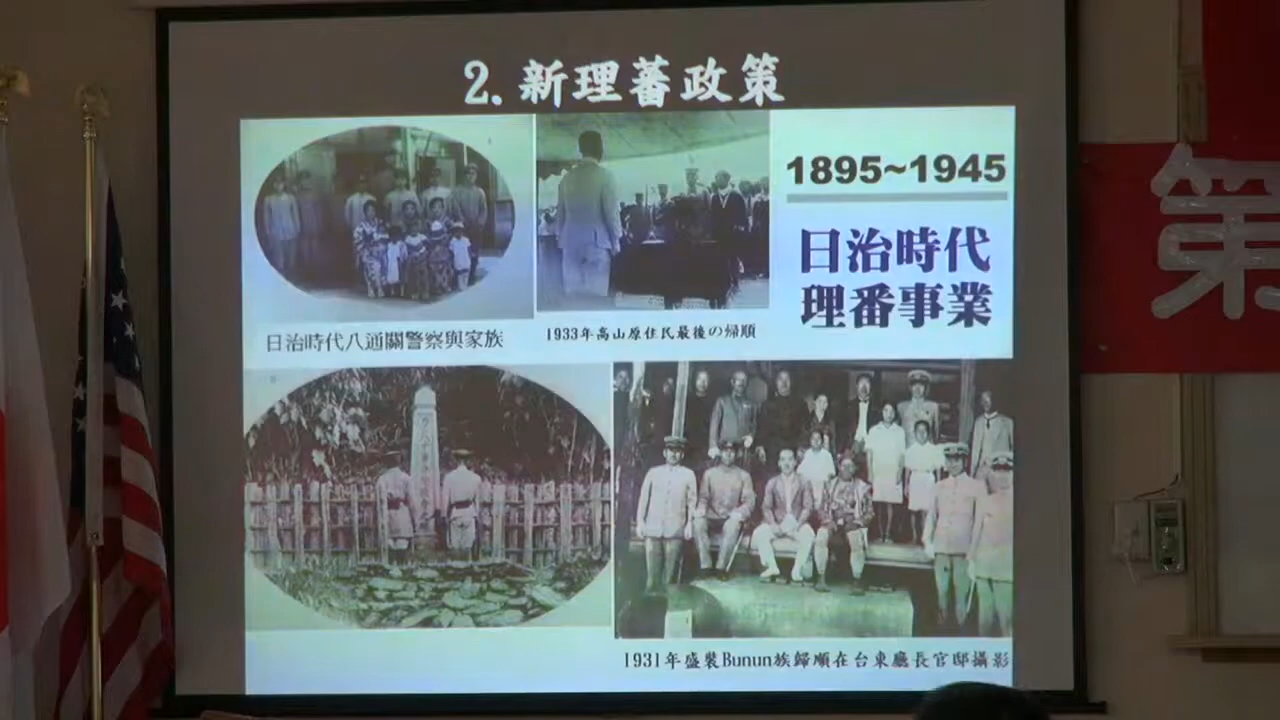 2.新理蕃政策
1895~1945
日治時代
理番事業
日治時代八通關警察與家族
1933年高山原住民最後の帰順
1931年盛裝Bunun族歸順在台東廳長官邸攝影
第